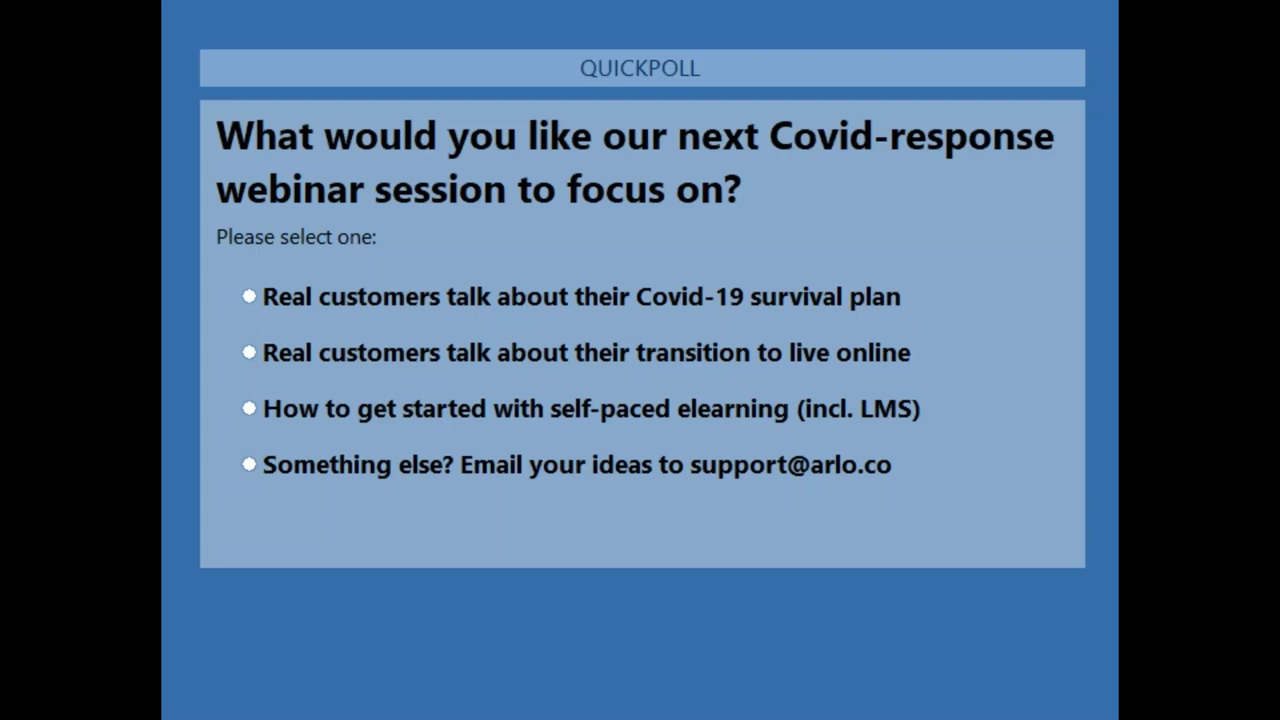 QUICKPOLL
What would you like our next Covid-response
webinar session to focus on?
Please select one:
Real customers talk about their Covid-19 survival plan
Real customers talk about their transition to live online
How to get started with self-paced elearning (incl. LMS)
Something else? Email your ideas to support@arlo.co